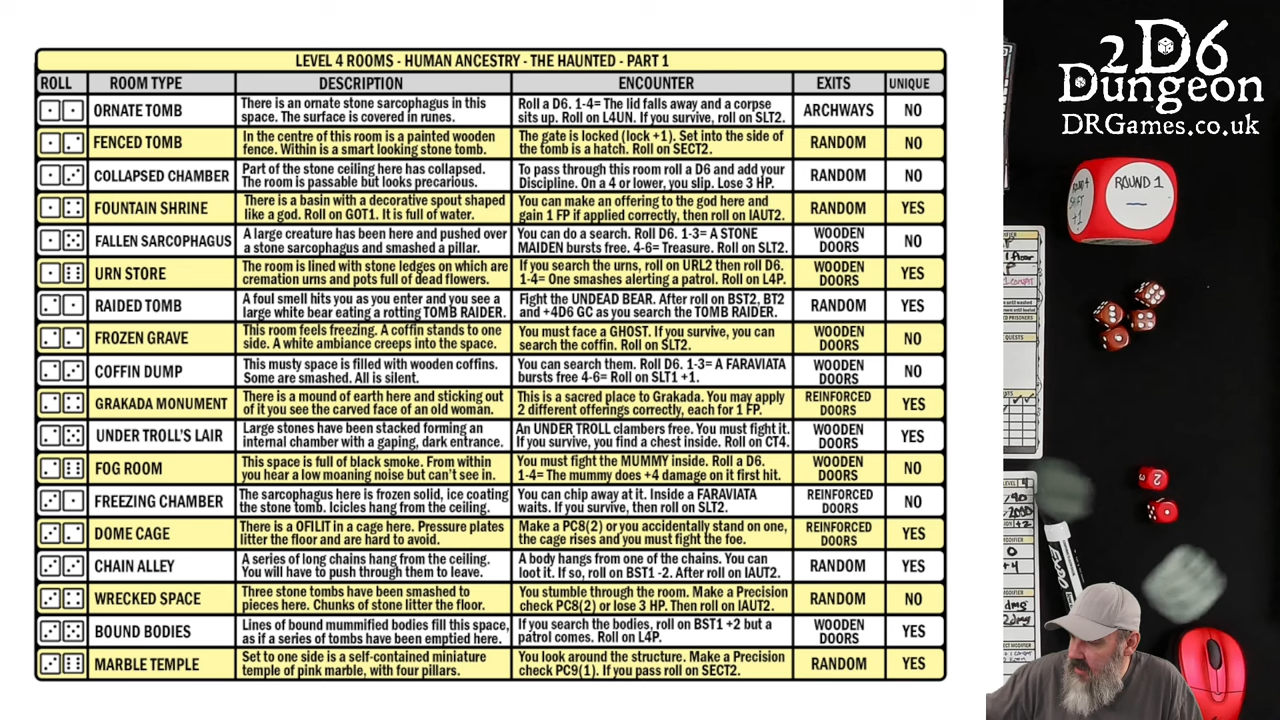 LEVEL 4 ROOMS - HUMAN ANCESTRY - THE HAUNTED - PART 1
ROLL ROOM TYPE DESCRIPTION ENCOUNTER EXITS UNIQUE
ORNATE TOMB
There is an ornate stone sarcophagus in this
space. The surface is covered in runes.
Roll a D6. 1-4= The lid falls away and a corpse
sits up. Roll on L4UN. If you survive, roll on SLT2.
ARCHWAYS
NO
FENCED TOMB
In the centre of this room is a painted wooden
fence. Within is a smart looking stone tomb.
The gate is locked (lock +1). Set into the side of
the tomb is a hatch. Roll on SECT2.
RANDOM
NO
COLLAPSED CHAMBER
Part of the stone ceiling here has collapsed.
The room is passable but looks precarious.
To pass through this room roll a D6 and add your
Discipline. On a 4 or lower, you slip. Lose 3 HP.
RANDOM
NO
FOUNTAIN SHRINE
There is a basin with a decorative spout shaped
like a god. Roll on GOT1. It is full of water.
You can make an offering to the god here and
gain 1 FP if applied correctly, then roll on IAUT2.
RANDOM
YES
FALLEN SARCOPHAGUS
A large creature has been here and pushed over
a stone sarcophagus and smashed a pillar.
You can do a search. Roll D6. 1-3= A STONE
MAIDEN bursts free. 4-6= Treasure. Roll on SLT2.
WOODEN
DOORS
NO
URN STORE
The room is lined with stone ledges on which are
cremation urns and pots full of dead flowers.
If you search the urns, roll on URL2 then roll D6.
1-4= One smashes alerting a patrol. Roll on L4P.
WOODEN
DOORS
YES
RAIDED TOMB
A foul smell hits you as you enter and you see a
large white bear eating a rotting TOMB RAIDER.
Fight the UNDEAD BEAR. After roll on BST2, BT2
and +4D6 GC as you search the TOMB RAIDER.
RANDOM
YES
FROZEN GRAVE
This room feels freezing. A coffin stands to one
side. A white ambiance creeps into the space.
You must face a GHOST. If you survive, you can
search the coffin. Roll on SLT2.
WOODEN
DOORS
NO
COFFIN DUMP
This musty space is filled with wooden coffins.
Some are smashed. All is silent.
You can search them. Roll D6. 1-3= A FARAVIATA
bursts free 4-6= Roll on SLT1 +1.
WOODEN
DOORS
NO
GRAKADA MONUMENT
There is a mound of earth here and sticking out
of it you see the carved face of an old woman.
This is a sacred place to Grakada. You may apply
2 different offerings correctly, each for 1 FP.
REINFORCED
DOORS
YES
UNDER TROLL'S LAIR
Large stones have been stacked forming an
internal chamber with a gaping, dark entrance.
An UNDER TROLL clambers free. You must fight it.
If you survive, you find a chest inside. Roll on CT4.
WOODEN
DOORS
YES
FOG ROOM
This space is full of black smoke. From within
you hear a low moaning noise but can't see in.
You must fight the MUMMY inside. Roll a D6.
1-4= The mummy does +4 damage on it first hit.
WOODEN
DOORS
NO
FREEZING CHAMBER
The sarcophagus here is frozen solid, ice coating
the stone tomb. Icicles hang from the ceiling.
You can chip away at it. Inside a FARAVIATA
waits. If you survive, then roll on SLT2.
REINFORCED
DOORS
NO
DOME CAGE
There is a OFILIT in a cage here. Pressure plates
litter the floor and are hard to avoid.
Make a PC8(2) or you accidentally stand on one,
the cage rises and you must fight the foe.
REINFORCED
DOORS
YES
CHAIN ALLEY
A series of long chains hang from the ceiling.
You will have to push through them to leave.
A body hangs from one of the chains. You can
loot it. If so, roll on BST1 -2. After roll on IAUT2.
RANDOM
YES
WRECKED SPACE
Three stone tombs have been smashed to
pieces here. Chunks of stone litter the floor.
You stumble through the room. Make a Precision
check PC8(2) or lose 3 HP. Then roll on IAUT2.
RANDOM
NO
BOUND BODIES
Lines of bound mummified bodies fill this space,
as if a series of tombs have been emptied here.
If you search the bodies, roll on BST1 +2 but a
patrol comes. Roll on L4P.
WOODEN
DOORS
YES
MARBLE TEMPLE
Set to one side is a self-contained miniature
temple of pink marble, with four pillars.
You look around the structure. Make a Precision
check PC9(1). If you pass roll on SECT2.
RANDOM
YES
2D6
Dungeon
DRGames.co.uk
ROUND 1
+1
LEVEL 4
+2
0
+4
EXPO
2
3